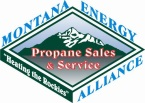 MONTANA ENERGY
Propane Sales
& Service
"Heating the Rockies"
ALLIANCE